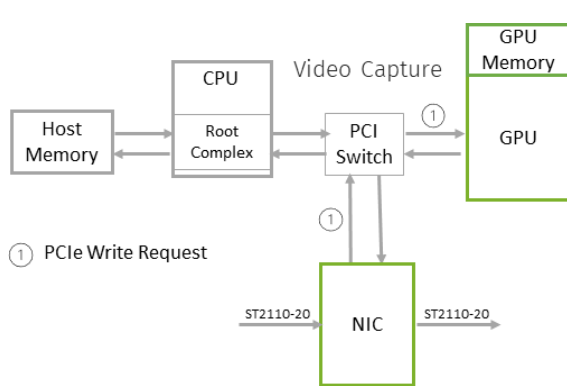 GPU
Memory
CPU
Video Capture
1
Host
Memory
Root
Complex
PCI
Switch
GPU
1
1 PCIe Write Request
ST2110-20
NIC
ST2110-20